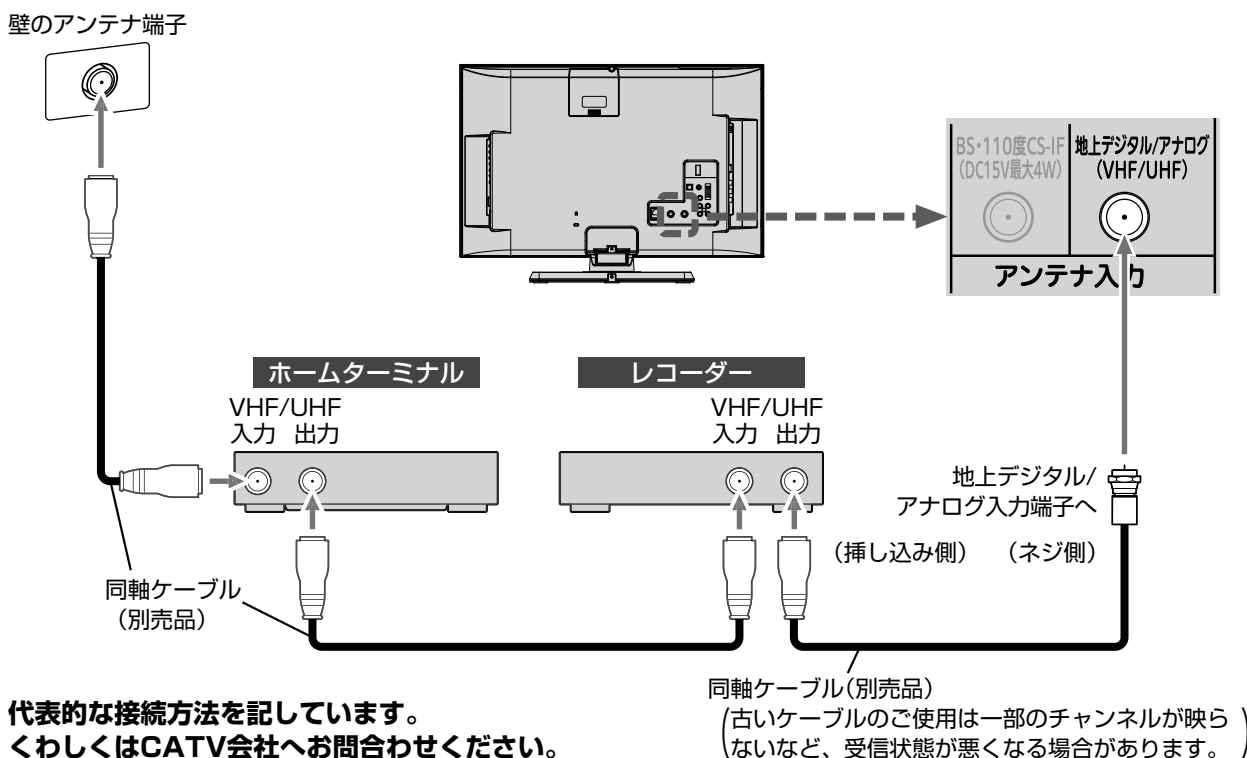 壁のアンテナ端子
BS・110度CS-IF
(DC15V最大4W)
地上デジタル/アナログ
(VHF/UHF)
アンテナ入力
ホームターミナル
VHF/UHF
入力 出力
レコーダー
VHF/UHF
入力 出力
地上デジタル/
アナログ入力端子へ
(挿し込み側) (ネジ側)
同軸ケーブル
(別売品)
同軸ケーブル(別売品)
(古いケーブルのご使用は一部のチャンネルが映ら
ないなど、受信状態が悪くなる場合があります。)
代表的な接続方法を記しています。
くわしくはCATV会社へお問合わせください。